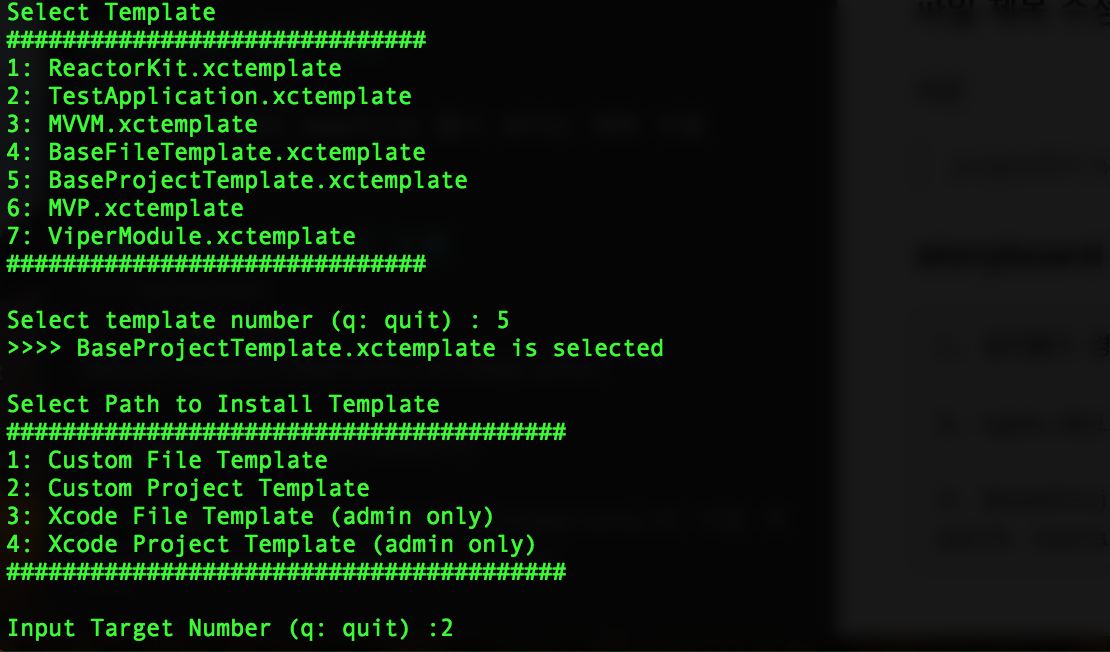 Select Template
##############################
1: ReactorKit.xctemplate
2: TestApplication.xctemplate
3: MVVM.xctemplate
4: BaseFileTemplate.xctemplate
5: BaseProjectTemplate.xctemplate
6: MVP.xctemplate
7: ViperModule.xctemplate
##############################
Select template number (q: quit) : 5
>>>> BaseProjectTemplate.xctemplate is selected
Select Path to Install Template
########################################
1: Custom File Template
2: Custom Project Template
3: Xcode File Template (admin only)
4: Xcode Project Template (admin only)
########################################
Input Target Number (q: quit) :2